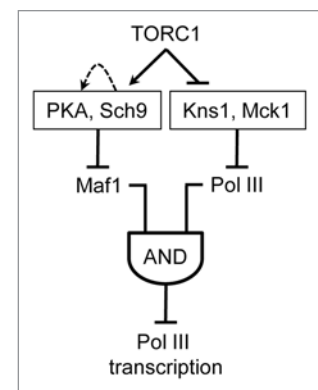 TORC1
PKA, Sch9
Kns1, Mck1
Maf1
Pol III
AND
Pol III
transcription